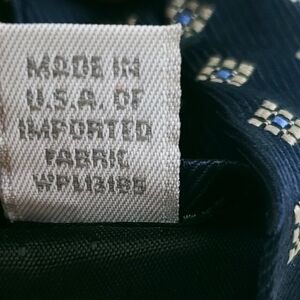 MADE IN
U.S.A. OF
IMPORTED
FABRIC
WPL13185